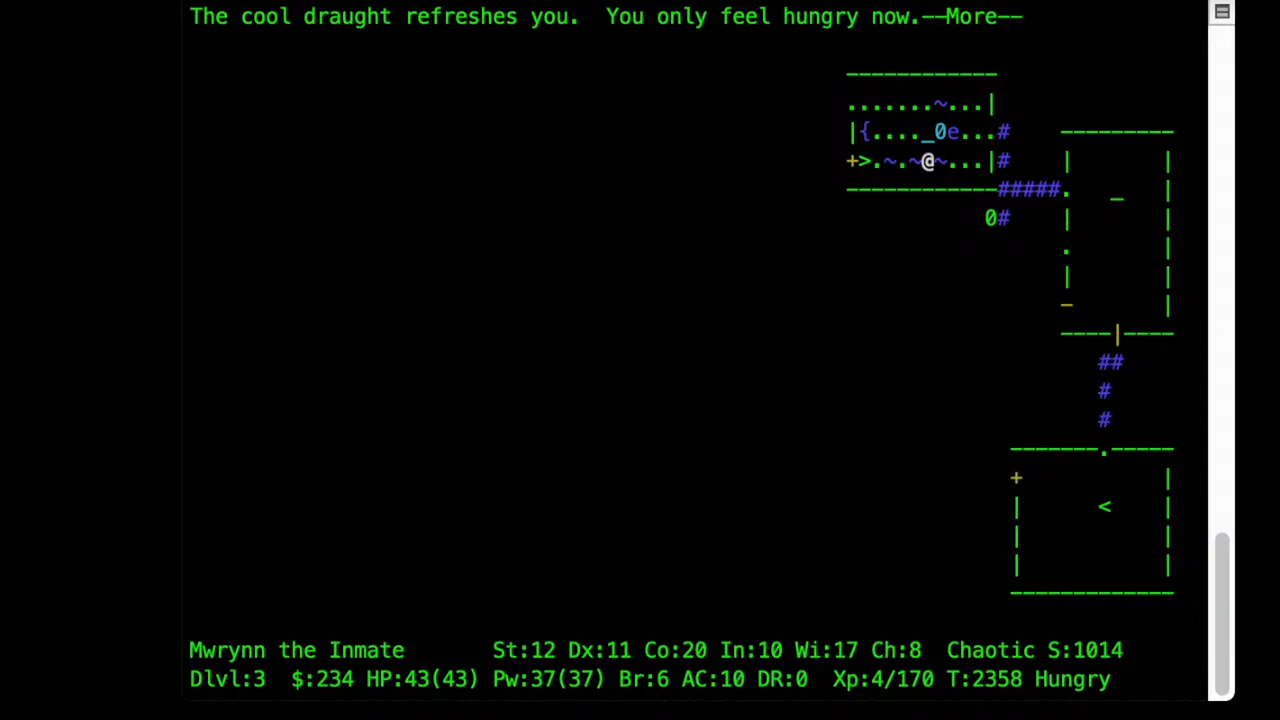 The cool draught refreshes you.  You only feel hungry now.--More--
------------
.......~...|
|{...._0e...#    ---------
+>.~.~@~...|#    |       |
------------#####.   _   |
0#    |       |
.       |
|       |
-       |
----|----
##
#
#
-------.-----
+           |
|      <    |
|           |
|           |
-------------
Mwrynn the Inmate       St:12 Dx:11 Co:20 In:10 Wi:17 Ch:8  Chaotic S:1014
Dlvl:3  $:234 HP:43(43) Pw:37(37) Br:6 AC:10 DR:0  Xp:4/170 T:2358 Hungry